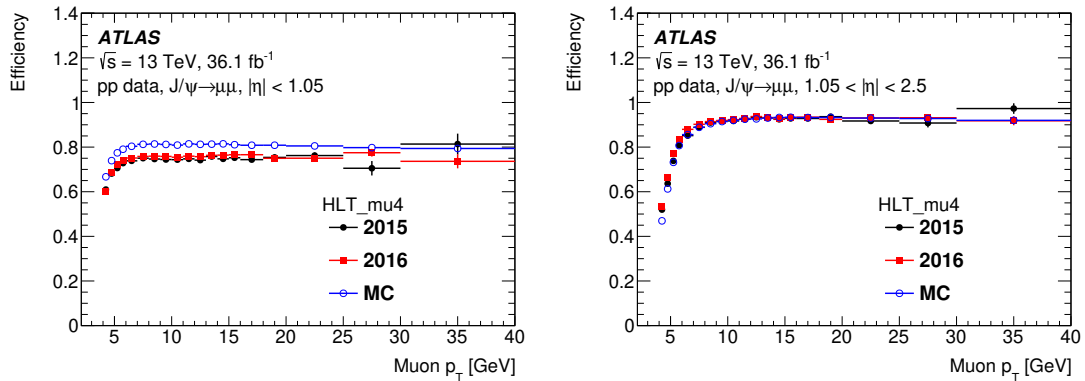 Efficiency
1.4
1.2
1
0.8
0.6
0.4
0.2
0
ATLAS
√s = 13 TeV, 36.1 fb⁻¹
pp data, J/ψ→μμ, |η| < 1.05
HLT_mu4
2015
2016
MC
5 10 15 20 25 30 35 40
Muon p_T [GeV]
Efficiency
1.4
1.2
1
0.8
0.6
0.4
0.2
0
ATLAS
√s = 13 TeV, 36.1 fb⁻¹
pp data, J/ψ→μμ, 1.05 < |η| < 2.5
HLT_mu4
2015
2016
MC
5 10 15 20 25 30 35 40
Muon p_T [GeV]